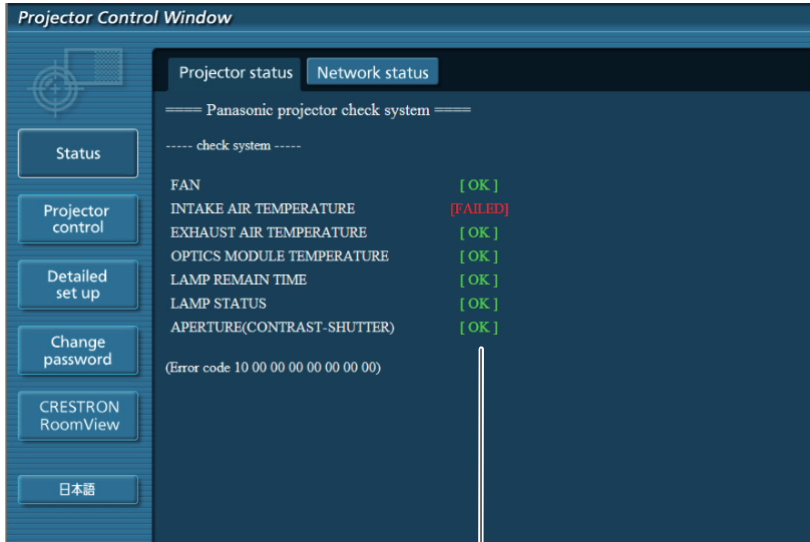 Projector Control Window
Projector status
Network status
==== Panasonic projector check system ====
----- check system -----
FAN [ OK ]
INTAKE AIR TEMPERATURE [FAILED]
EXHAUST AIR TEMPERATURE [ OK ]
OPTICS MODULE TEMPERATURE [ OK ]
LAMP REMAIN TIME [ OK ]
LAMP STATUS [ OK ]
APERTURE(CONTRAST-SHUTTER) [ OK ]
(Error code 10 00 00 00 00 00 00 00)
Status
Projector
control
Detailed
set up
Change
password
CRESTRON
RoomView
日本語